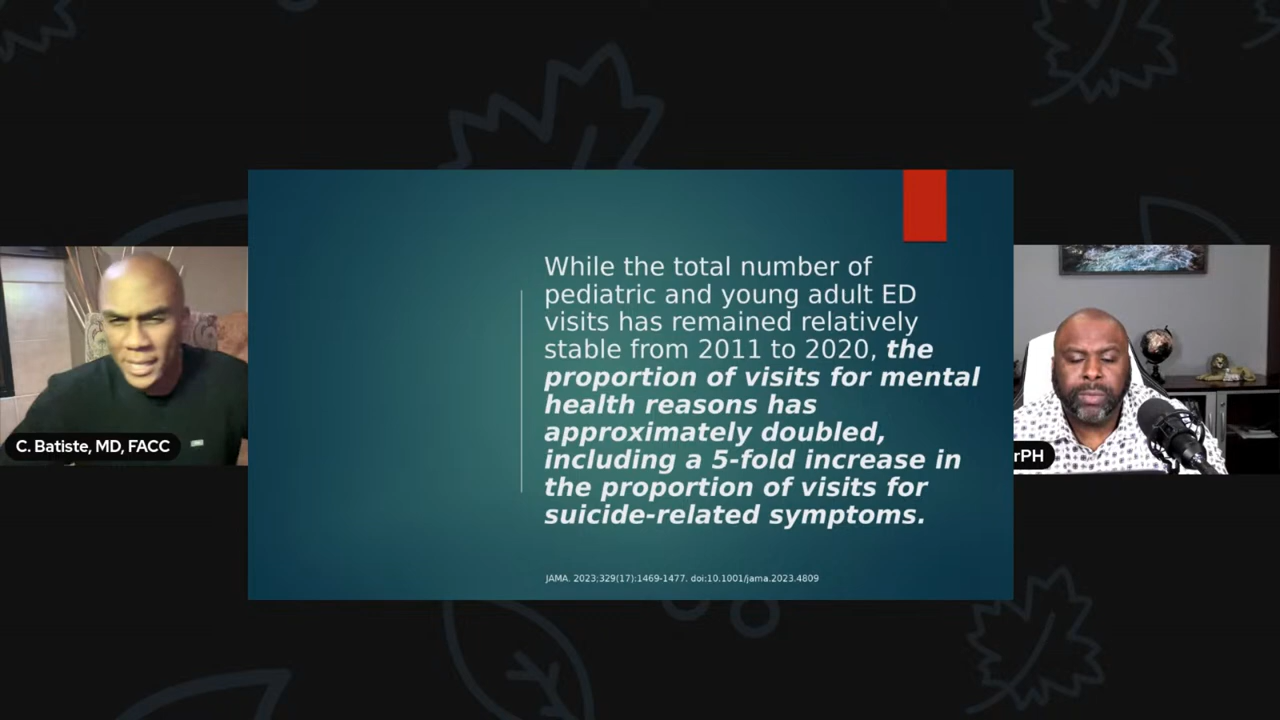 While the total number of
pediatric and young adult ED
visits has remained relatively
stable from 2011 to 2020, the
proportion of visits for mental
health reasons has
approximately doubled,
including a 5-fold increase in
the proportion of visits for
suicide-related symptoms.
JAMA. 2023;329(17):1469-1477. doi:10.1001/jama.2023.4809
C. Batiste, MD, FACC
rPH